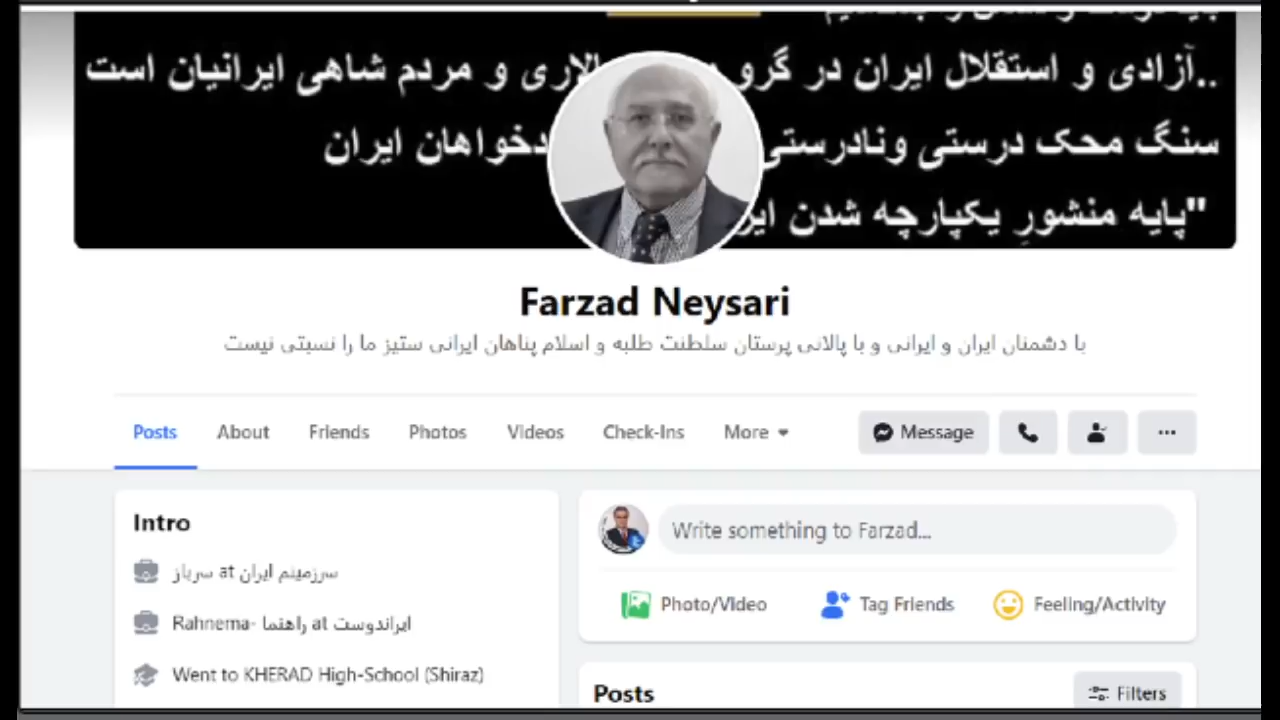 ..آزادی و استقلال ایران در گرو الاری و مردم شاهی ایرانیان است
سنگ محک درستی ونادرستی دخواهان ایران
"پایه منشورِ یکپارچه شدن ایر
Farzad Neysari
با دشمنان ایران و ایرانی و با پالانی پرستان سلطنت طلبه و اسلام پناهان ایرانی ستیز ما را نسبتی نیست
Posts About Friends Photos Videos Check-Ins More
Message
Intro
سرباز at سرزمینم ایران
Rahnema- راهنما at ایراندوست
Went to KHERAD High-School (Shiraz)
Write something to Farzad...
Photo/Video Tag Friends Feeling/Activity
Posts
Filters